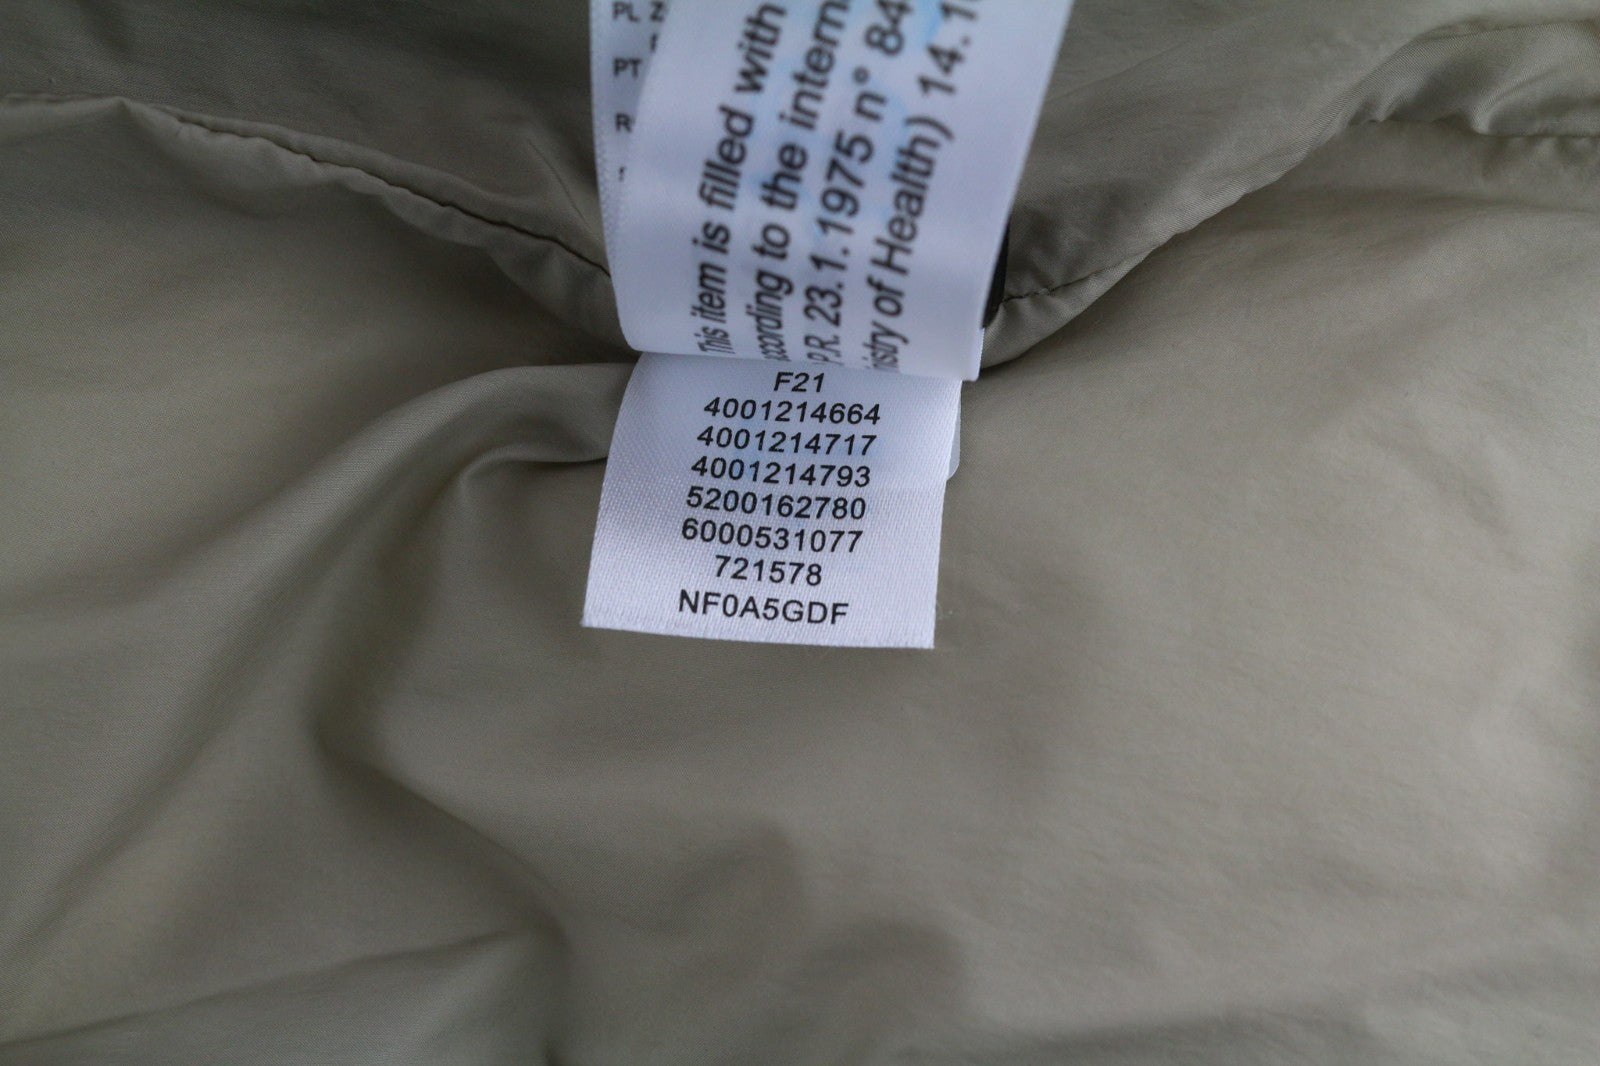 PL Z
PT
R
This item is filled with
according to the intern
P.R. 23.1.1975 n° 84
nistry of Health) 14.1
F21
4001214664
4001214717
4001214793
5200162780
6000531077
721578
NF0A5GDF